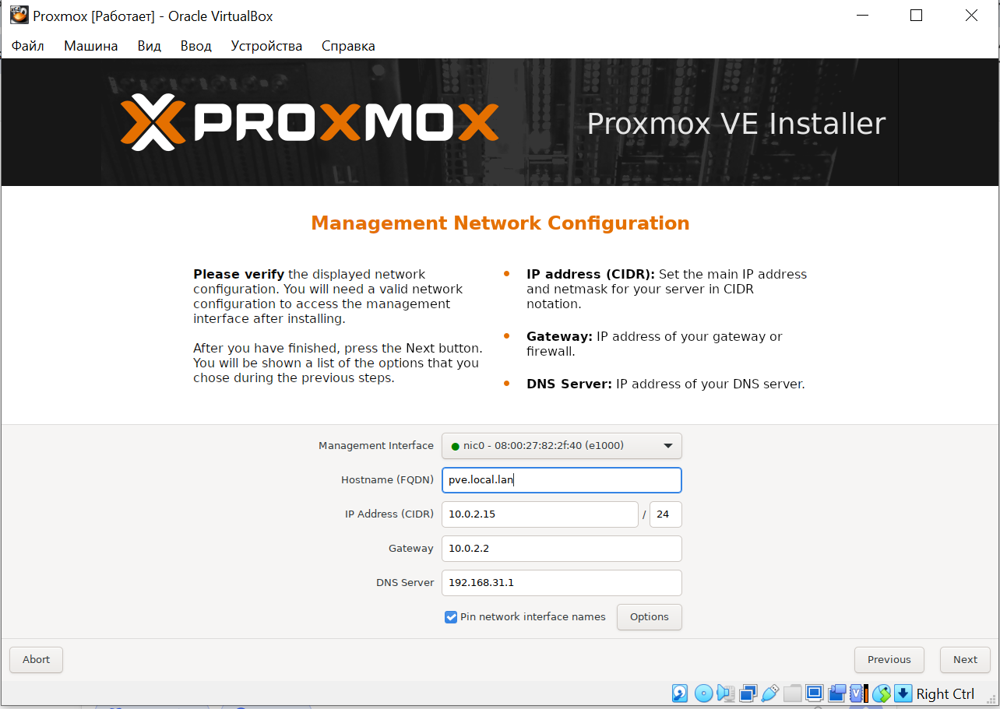 Proxmox [Работает] - Oracle VirtualBox
Файл Машина Вид Ввод Устройства Справка
PROXMOX
Proxmox VE Installer
Management Network Configuration
Please verify the displayed network
configuration. You will need a valid network
configuration to access the management
interface after installing.
After you have finished, press the Next button.
You will be shown a list of the options that you
chose during the previous steps.
IP address (CIDR): Set the main IP address
and netmask for your server in CIDR
notation.
Gateway: IP address of your gateway or
firewall.
DNS Server: IP address of your DNS server.
Management Interface nic0 - 08:00:27:82:2f:40 (e1000)
Hostname (FQDN) pve.local.lan
IP Address (CIDR) 10.0.2.15 / 24
Gateway 10.0.2.2
DNS Server 192.168.31.1
Pin network interface names Options
Abort Previous Next
Right Ctrl